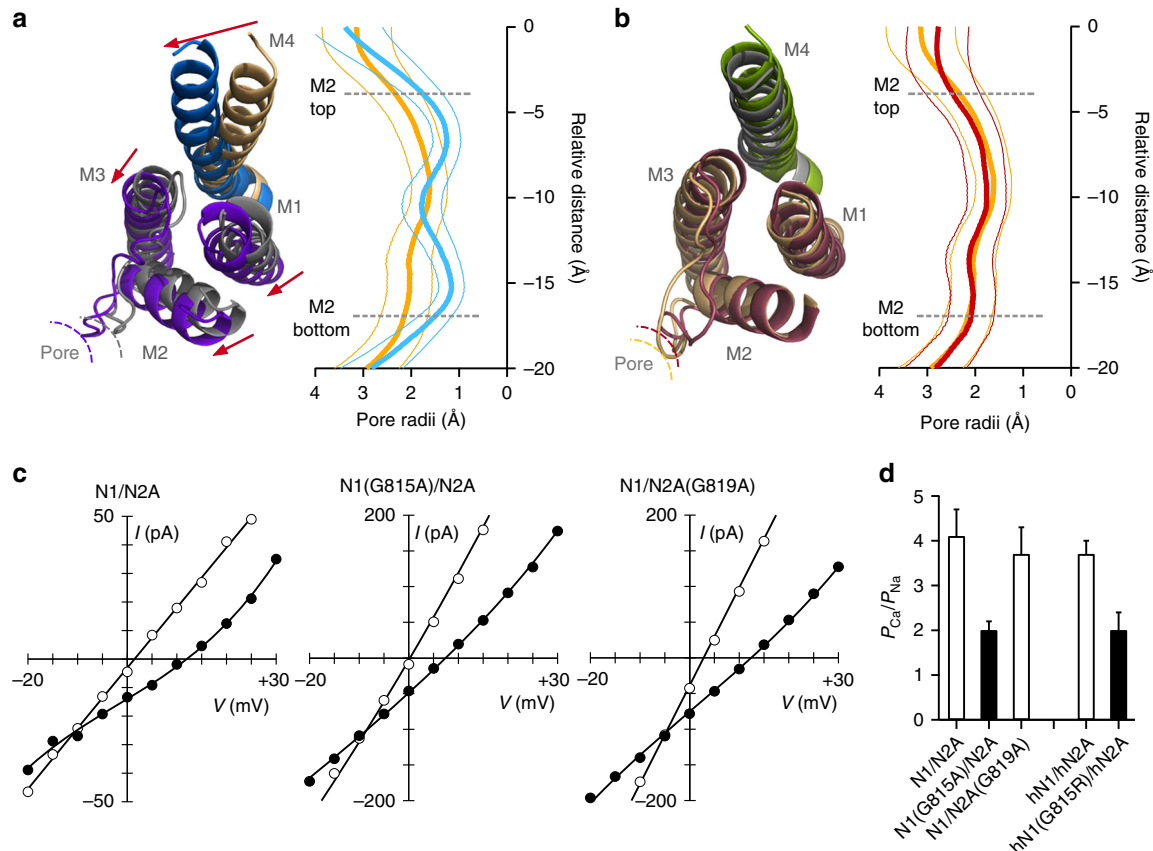 a
M4
M3
M1
M2
Pore
M2
top
M2
bottom
0
−5
−10
−15
−20
Relative distance (Å)
4 3 2 1 0
Pore radii (Å)
b
M4
M3
M1
M2
Pore
M2
top
M2
bottom
0
−5
−10
−15
−20
Relative distance (Å)
4 3 2 1 0
Pore radii (Å)
c
N1/N2A
50
I (pA)
−20
+30
V (mV)
−50
N1(G815A)/N2A
200
I (pA)
−20
+30
V (mV)
−200
N1/N2A(G819A)
200
I (pA)
−20
+30
V (mV)
−200
d
PCa/PNa
5
4
3
2
1
0
N1/N2A
N1(G815A)/N2A
N1/N2A(G819A)
hN1/hN2A
hN1(G815R)/hN2A